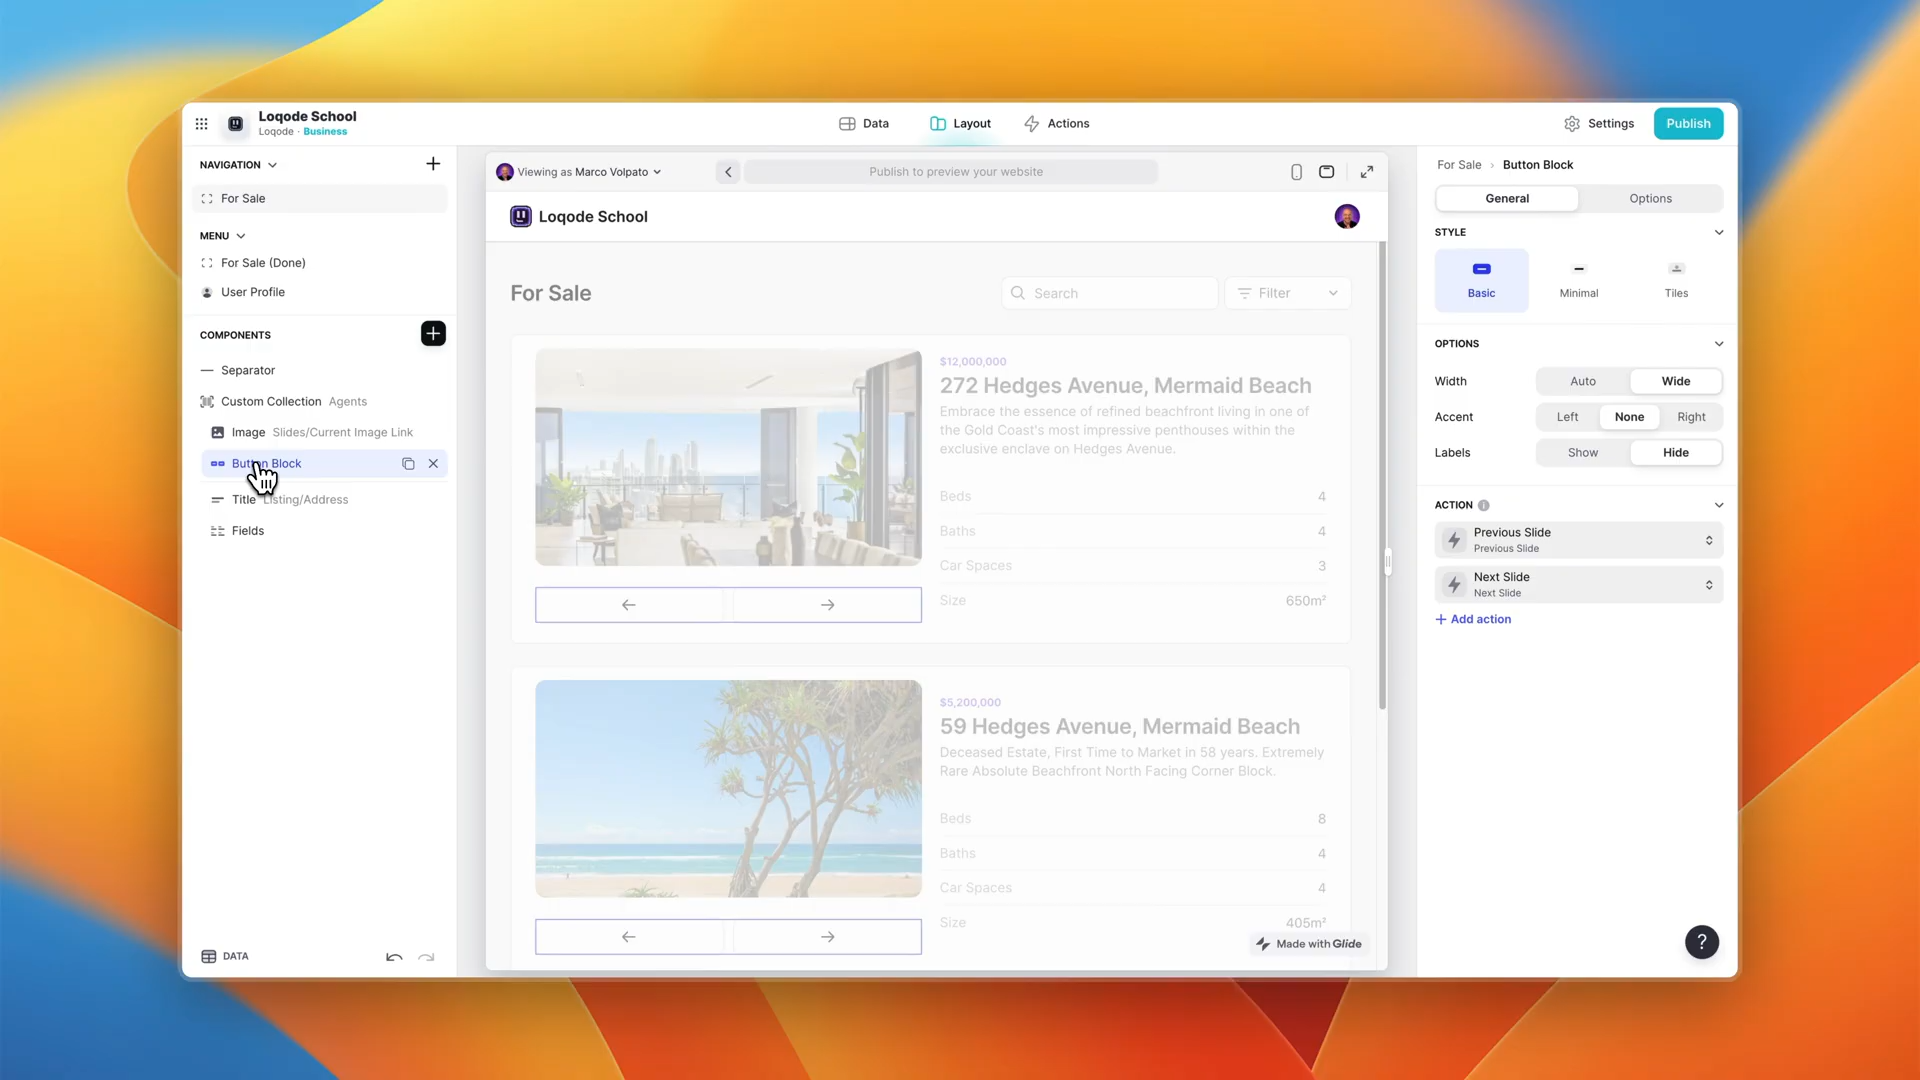 Loqode School
Loqode · Business
Data
Layout
Actions
Settings
Publish
NAVIGATION
For Sale
MENU
For Sale (Done)
User Profile
COMPONENTS
Separator
Custom Collection Agents
Image Slides/Current Image Link
Button Block
Title Listing/Address
Fields
DATA
Viewing as Marco Volpato
Publish to preview your website
Loqode School
For Sale
Search
Filter
$12,000,000
272 Hedges Avenue, Mermaid Beach
Embrace the essence of refined beachfront living in one of
the Gold Coast's most impressive penthouses within the
exclusive enclave on Hedges Avenue.
Beds 4
Baths 4
Car Spaces 3
Size 650m²
$5,200,000
59 Hedges Avenue, Mermaid Beach
Deceased Estate, First Time to Market in 58 years. Extremely
Rare Absolute Beachfront North Facing Corner Block.
Beds 8
Baths 4
Car Spaces 4
Size 405m²
Made with Glide
For Sale › Button Block
General
Options
STYLE
Basic
Minimal
Tiles
OPTIONS
Width Auto Wide
Accent Left None Right
Labels Show Hide
ACTION
Previous Slide
Previous Slide
Next Slide
Next Slide
+ Add action
?